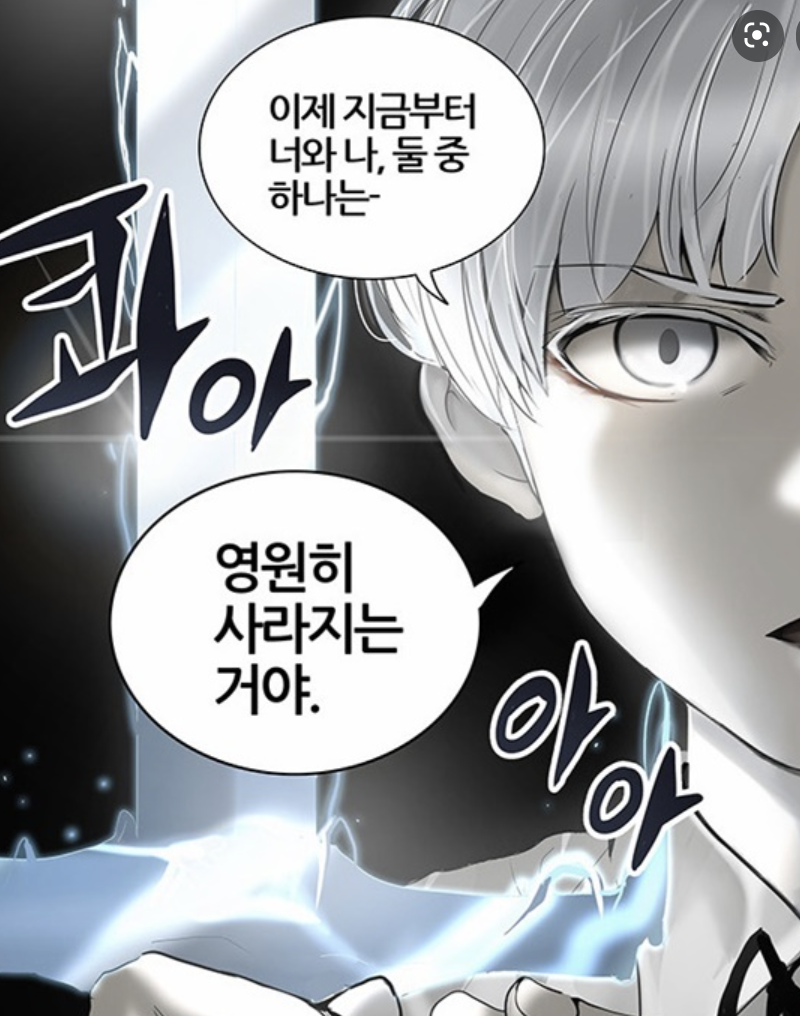 이제 지금부터
너와 나, 둘 중
하나는-
콰아
영원히
사라지는
거야.
아아